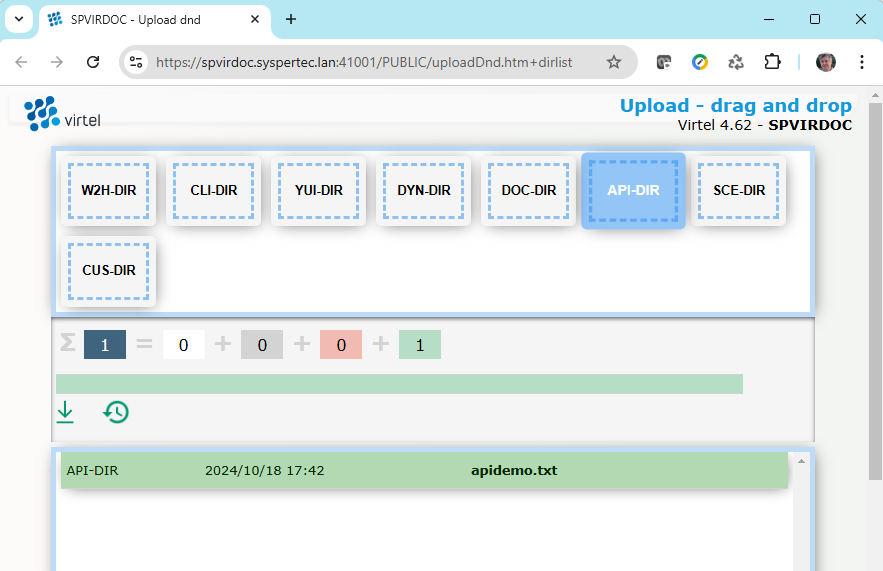 SPVIRDOC - Upload dnd
https://spvirdoc.syspertec.lan:41001/PUBLIC/uploadDnd.htm+dirlist
virtel
Upload - drag and drop
Virtel 4.62 - SPVIRDOC
W2H-DIR CLI-DIR YUI-DIR DYN-DIR DOC-DIR API-DIR SCE-DIR
CUS-DIR
Σ 1 = 0 + 0 + 0 + 1
API-DIR 2024/10/18 17:42 apidemo.txt